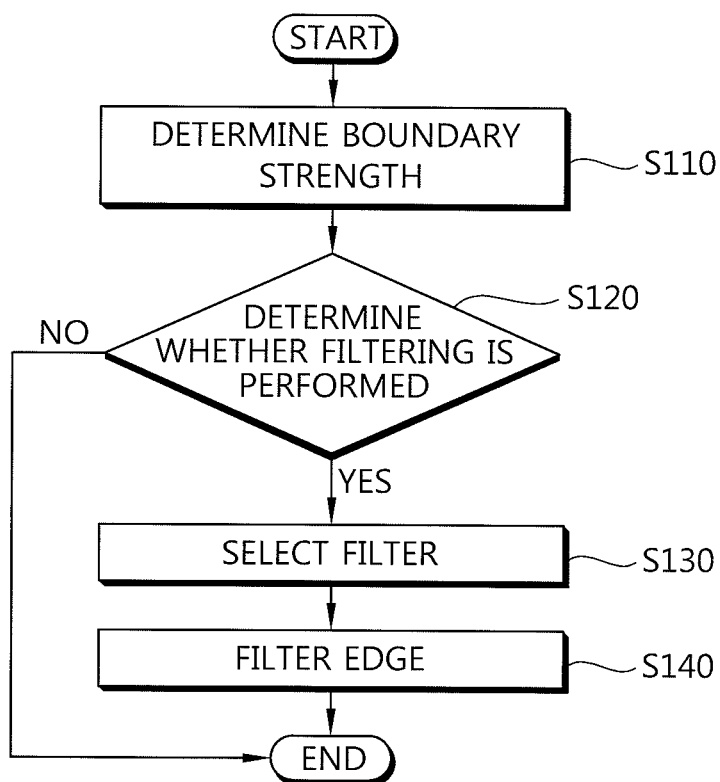 START
DETERMINE BOUNDARY
STRENGTH
S110
S120
DETERMINE
WHETHER FILTERING IS
PERFORMED
NO
YES
SELECT FILTER
S130
FILTER EDGE
S140
END